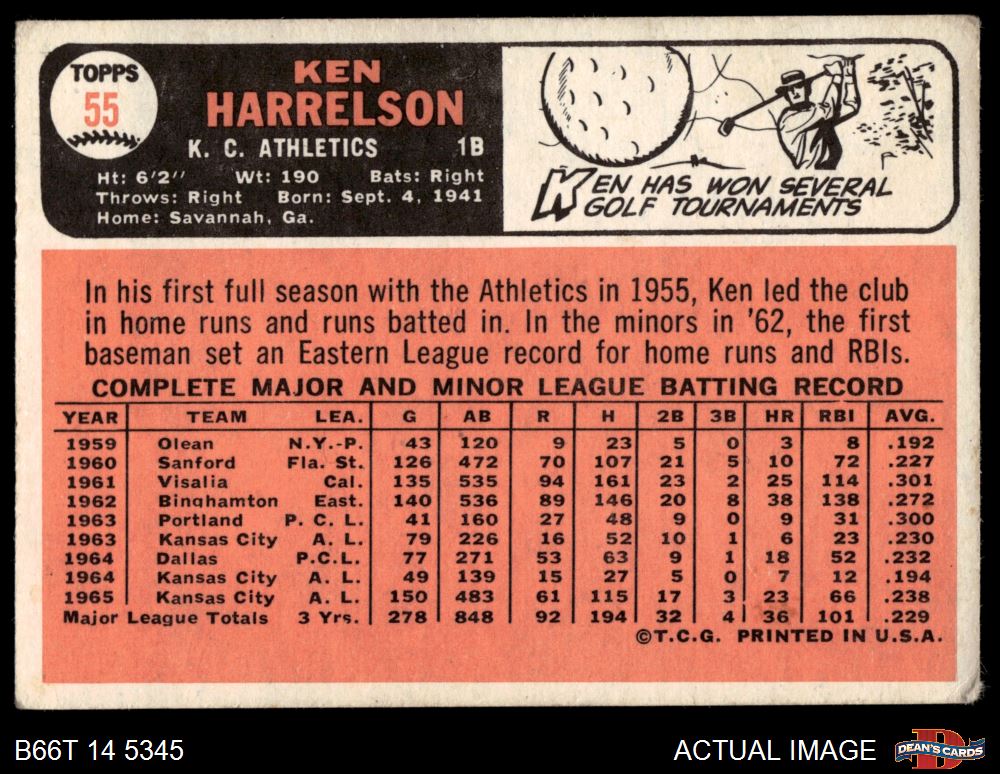 TOPPS
55
KEN
HARRELSON
K. C. ATHLETICS 1B
Ht: 6'2" Wt: 190 Bats: Right
Throws: Right Born: Sept. 4, 1941
Home: Savannah, Ga.
KEN HAS WON SEVERAL
GOLF TOURNAMENTS
In his first full season with the Athletics in 1955, Ken led the club
in home runs and runs batted in. In the minors in '62, the first
baseman set an Eastern League record for home runs and RBIs.
COMPLETE MAJOR AND MINOR LEAGUE BATTING RECORD
YEAR TEAM LEA. G AB R H 2B 3B HR RBI AVG.
1959 Olean N.Y.-P. 43 120 9 23 5 0 3 8 .192
1960 Sanford Fla. St. 126 472 70 107 21 5 10 72 .227
1961 Visalia Cal. 135 535 94 161 23 2 25 114 .301
1962 Binghamton East. 140 536 89 146 20 8 38 138 .272
1963 Portland P. C. L. 41 160 27 48 9 0 9 31 .300
1963 Kansas City A. L. 79 226 16 52 10 1 6 23 .230
1964 Dallas P.C.L. 77 271 53 63 9 1 18 52 .232
1964 Kansas City A. L. 49 139 15 27 5 0 7 12 .194
1965 Kansas City A. L. 150 483 61 115 17 3 23 66 .238
Major League Totals 3 Yrs. 278 848 92 194 32 4 36 101 .229
©T.C.G. PRINTED IN U.S.A.
B66T 14 5345
ACTUAL IMAGE
DEAN'S CARDS